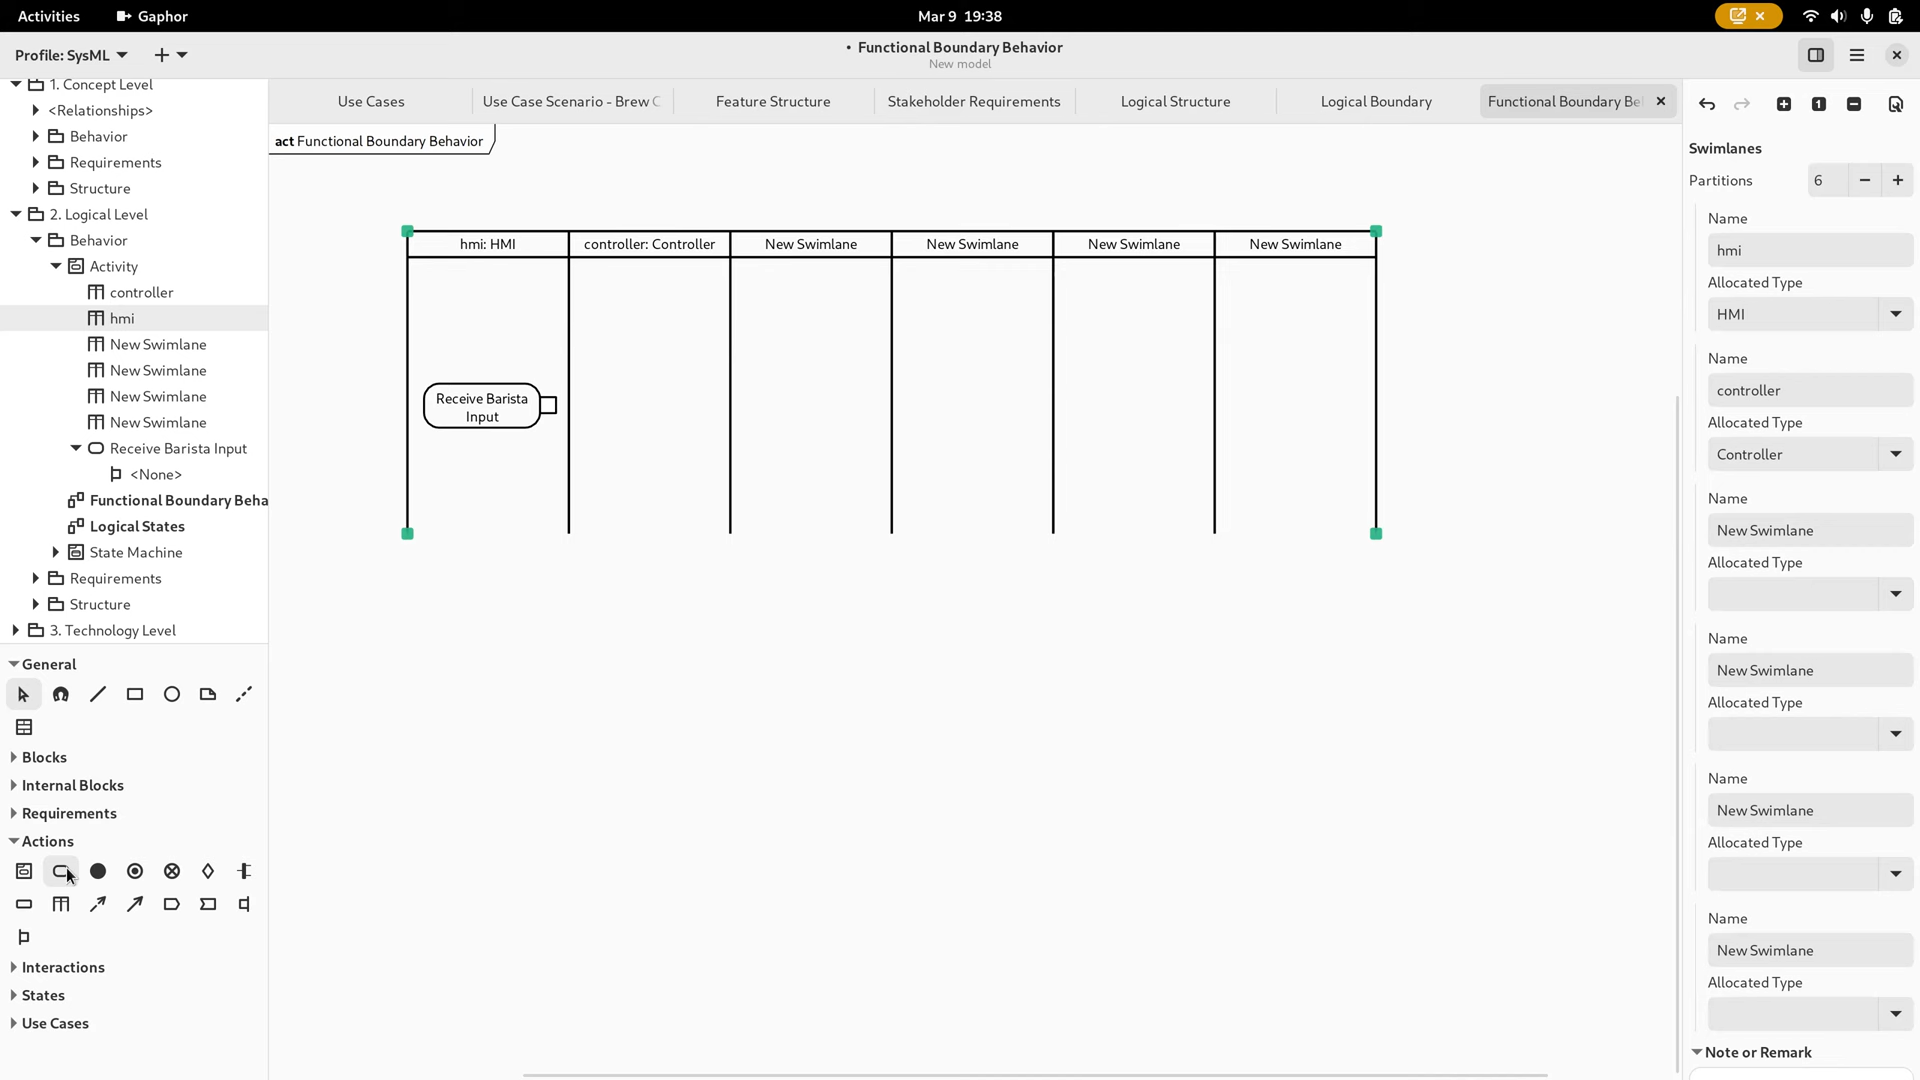 Activities
Gaphor
Mar 9 19:38
Profile: SysML
• Functional Boundary Behavior
New model
1. Concept Level
<Relationships>
Behavior
Requirements
Structure
2. Logical Level
Behavior
Activity
controller
hmi
New Swimlane
New Swimlane
New Swimlane
New Swimlane
Receive Barista Input
<None>
Functional Boundary Beha
Logical States
State Machine
Requirements
Structure
3. Technology Level
General
Blocks
Internal Blocks
Requirements
Actions
Interactions
States
Use Cases
Use Cases
Use Case Scenario - Brew C
Feature Structure
Stakeholder Requirements
Logical Structure
Logical Boundary
Functional Boundary Be
act Functional Boundary Behavior
hmi: HMI
controller: Controller
New Swimlane
New Swimlane
New Swimlane
New Swimlane
Receive Barista
Input
Swimlanes
Partitions 6
Name
hmi
Allocated Type
HMI
Name
controller
Allocated Type
Controller
Name
New Swimlane
Allocated Type
Name
New Swimlane
Allocated Type
Name
New Swimlane
Allocated Type
Name
New Swimlane
Allocated Type
Note or Remark